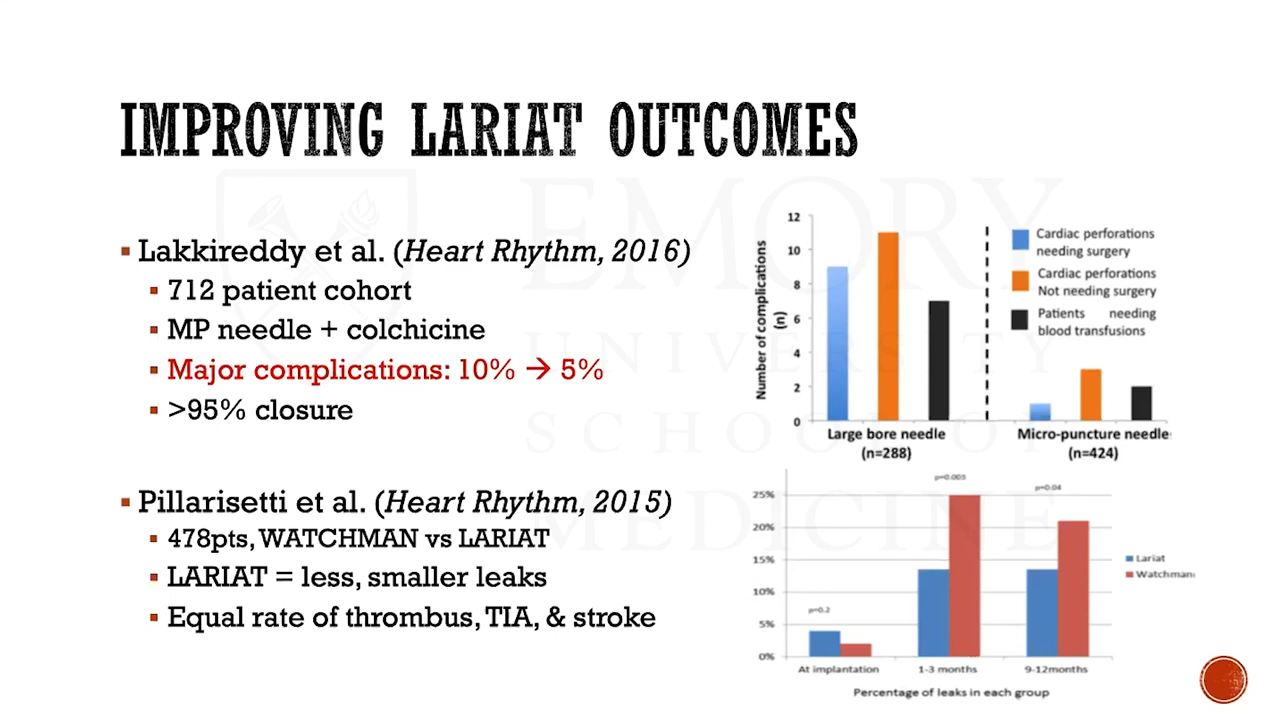 IMPROVING LARIAT OUTCOMES
EMORY
UNIVERSITY
SCHOOL OF
MEDICINE
▪ Lakkireddy et al. (Heart Rhythm, 2016)
▪ 712 patient cohort
▪ MP needle + colchicine
▪ Major complications: 10% → 5%
▪ >95% closure
▪ Pillarisetti et al. (Heart Rhythm, 2015)
▪ 478pts, WATCHMAN vs LARIAT
▪ LARIAT = less, smaller leaks
▪ Equal rate of thrombus, TIA, & stroke
Number of complications
(n)
12
10
8
6
4
2
0
Cardiac perforations
needing surgery
Cardiac perforations
Not needing surgery
Patients needing
blood transfusions
Large bore needle
(n=288)
Micro-puncture needle
(n=424)
25%
20%
15%
10%
5%
0%
p=0.2
p=0.003
p=0.04
Lariat
Watchman
At implantation
1-3 months
9-12months
Percentage of leaks in each group